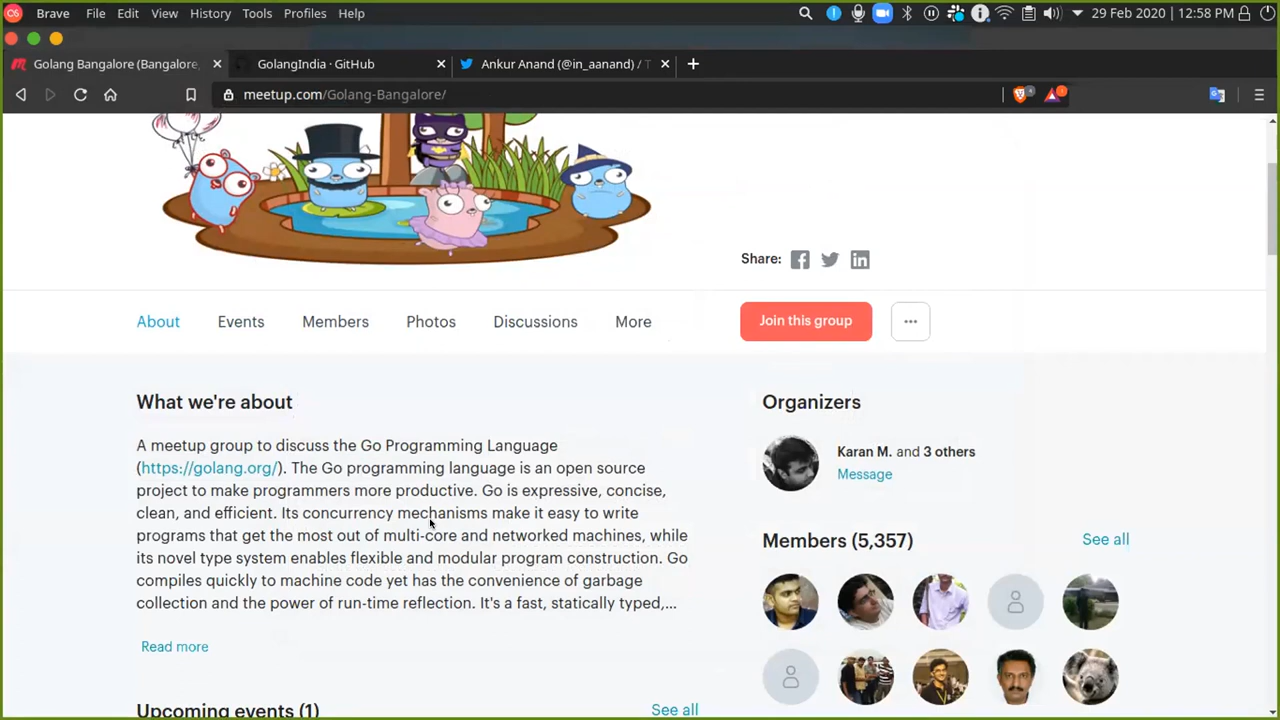 Brave File Edit View History Tools Profiles Help 29 Feb 2020 12:58 PM
Golang Bangalore (Bangalore, GolangIndia · GitHub Ankur Anand (@in_aanand) / T
meetup.com/Golang-Bangalore/
Share:
About Events Members Photos Discussions More Join this group
What we're about
A meetup group to discuss the Go Programming Language
(https://golang.org/). The Go programming language is an open source
project to make programmers more productive. Go is expressive, concise,
clean, and efficient. Its concurrency mechanisms make it easy to write
programs that get the most out of multi-core and networked machines, while
its novel type system enables flexible and modular program construction. Go
compiles quickly to machine code yet has the convenience of garbage
collection and the power of run-time reflection. It's a fast, statically typed,...
Read more
Upcoming events (1) See all
Organizers
Karan M. and 3 others
Message
Members (5,357) See all